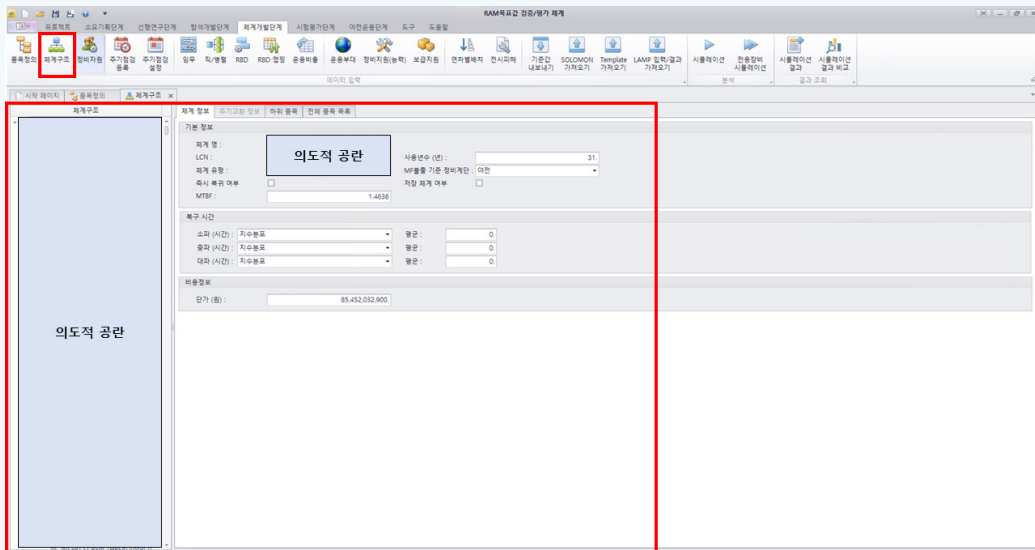 RAM목표값 검증/평가 체계
프로젝트 소요기획단계 선행연구단계 탐색개발단계 체계개발단계 시험평가단계 야전운용단계 도구 도움말
품목정의 체계구조 정비자원 주기점검 등록 주기점검 설정 임무 직/병렬 RBD RBD 맵핑 운용비율 운용부대 정비지원(능력) 보급지원 연차별배치 전시피해 기준값 내보내기 SOLOMON 가져오기 Template 가져오기 LAMP 입력/결과 가져오기 시뮬레이션 전용장비 시뮬레이션 시뮬레이션 결과 시뮬레이션 결과 비교
데이터 입력 분석 결과 조회
시작 페이지 품목정의 체계구조
체계구조
체계 정보 주기교환 정보 하위 품목 전체 품목 목록
기본 정보
체계 명 :
의도적 공란
LCN : 사용년수 (년) : 31.
체계 유형 : MF불출 기준 정비계단 : 야전
즉시 복귀 여부 저장 체계 여부
MTBF : 1.4636
복구 시간
소파 (시간) : 지수분포 평균 : 0.
중파 (시간) : 지수분포 평균 : 0.
대파 (시간) : 지수분포 평균 : 0.
비용정보
단가 (원) : 85,452,032,900.
의도적 공란